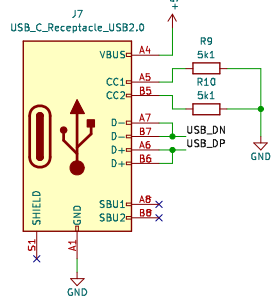 J7
USB_C_Receptacle_USB2.0
VBUS A4
R9
5k1
CC1 A5
R10
CC2 B5
5k1
D- A7
D- B7 USB_DN
D+ A6 USB_DP
D+ B6
GND
SBU1 A8
SBU2 B8
SHIELD
GND
S1
A1
GND